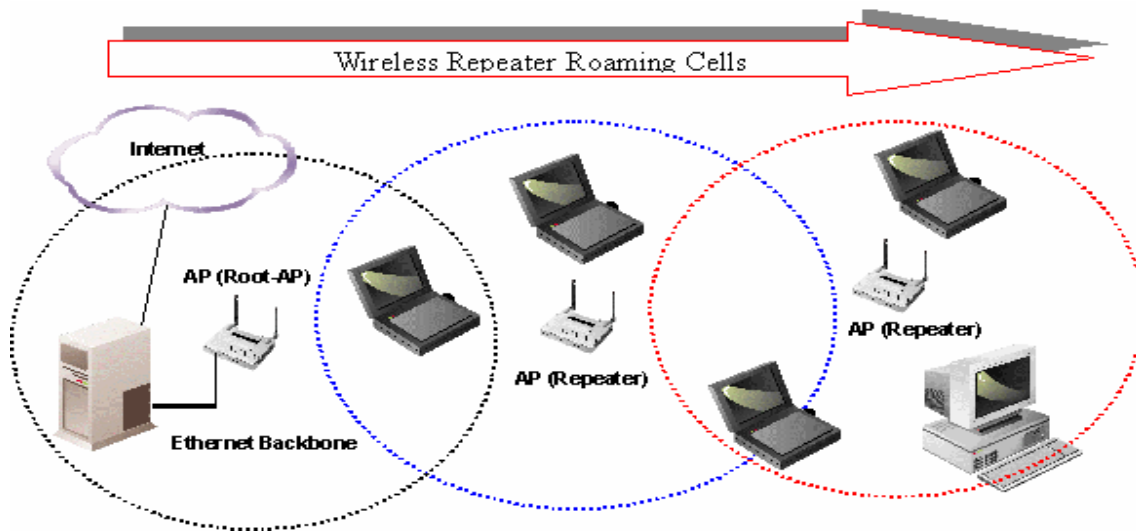 Wireless Repeater Roaming Cells
Internet
AP (Root-AP)
AP (Repeater)
AP (Repeater)
Ethernet Backbone